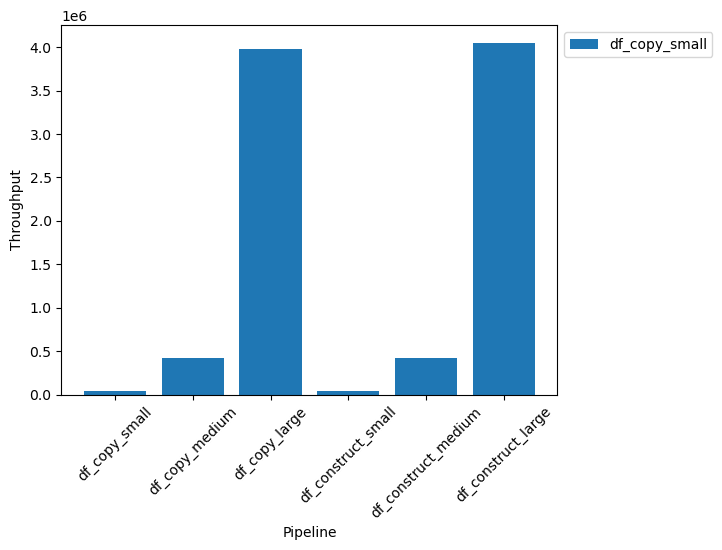 1e6
df_copy_small
4.0
3.5
3.0
2.5
2.0
1.5
1.0
0.5
0.0
Throughput
df_copy_small
df_copy_medium
df_copy_large
df_construct_small
df_construct_medium
df_construct_large
Pipeline